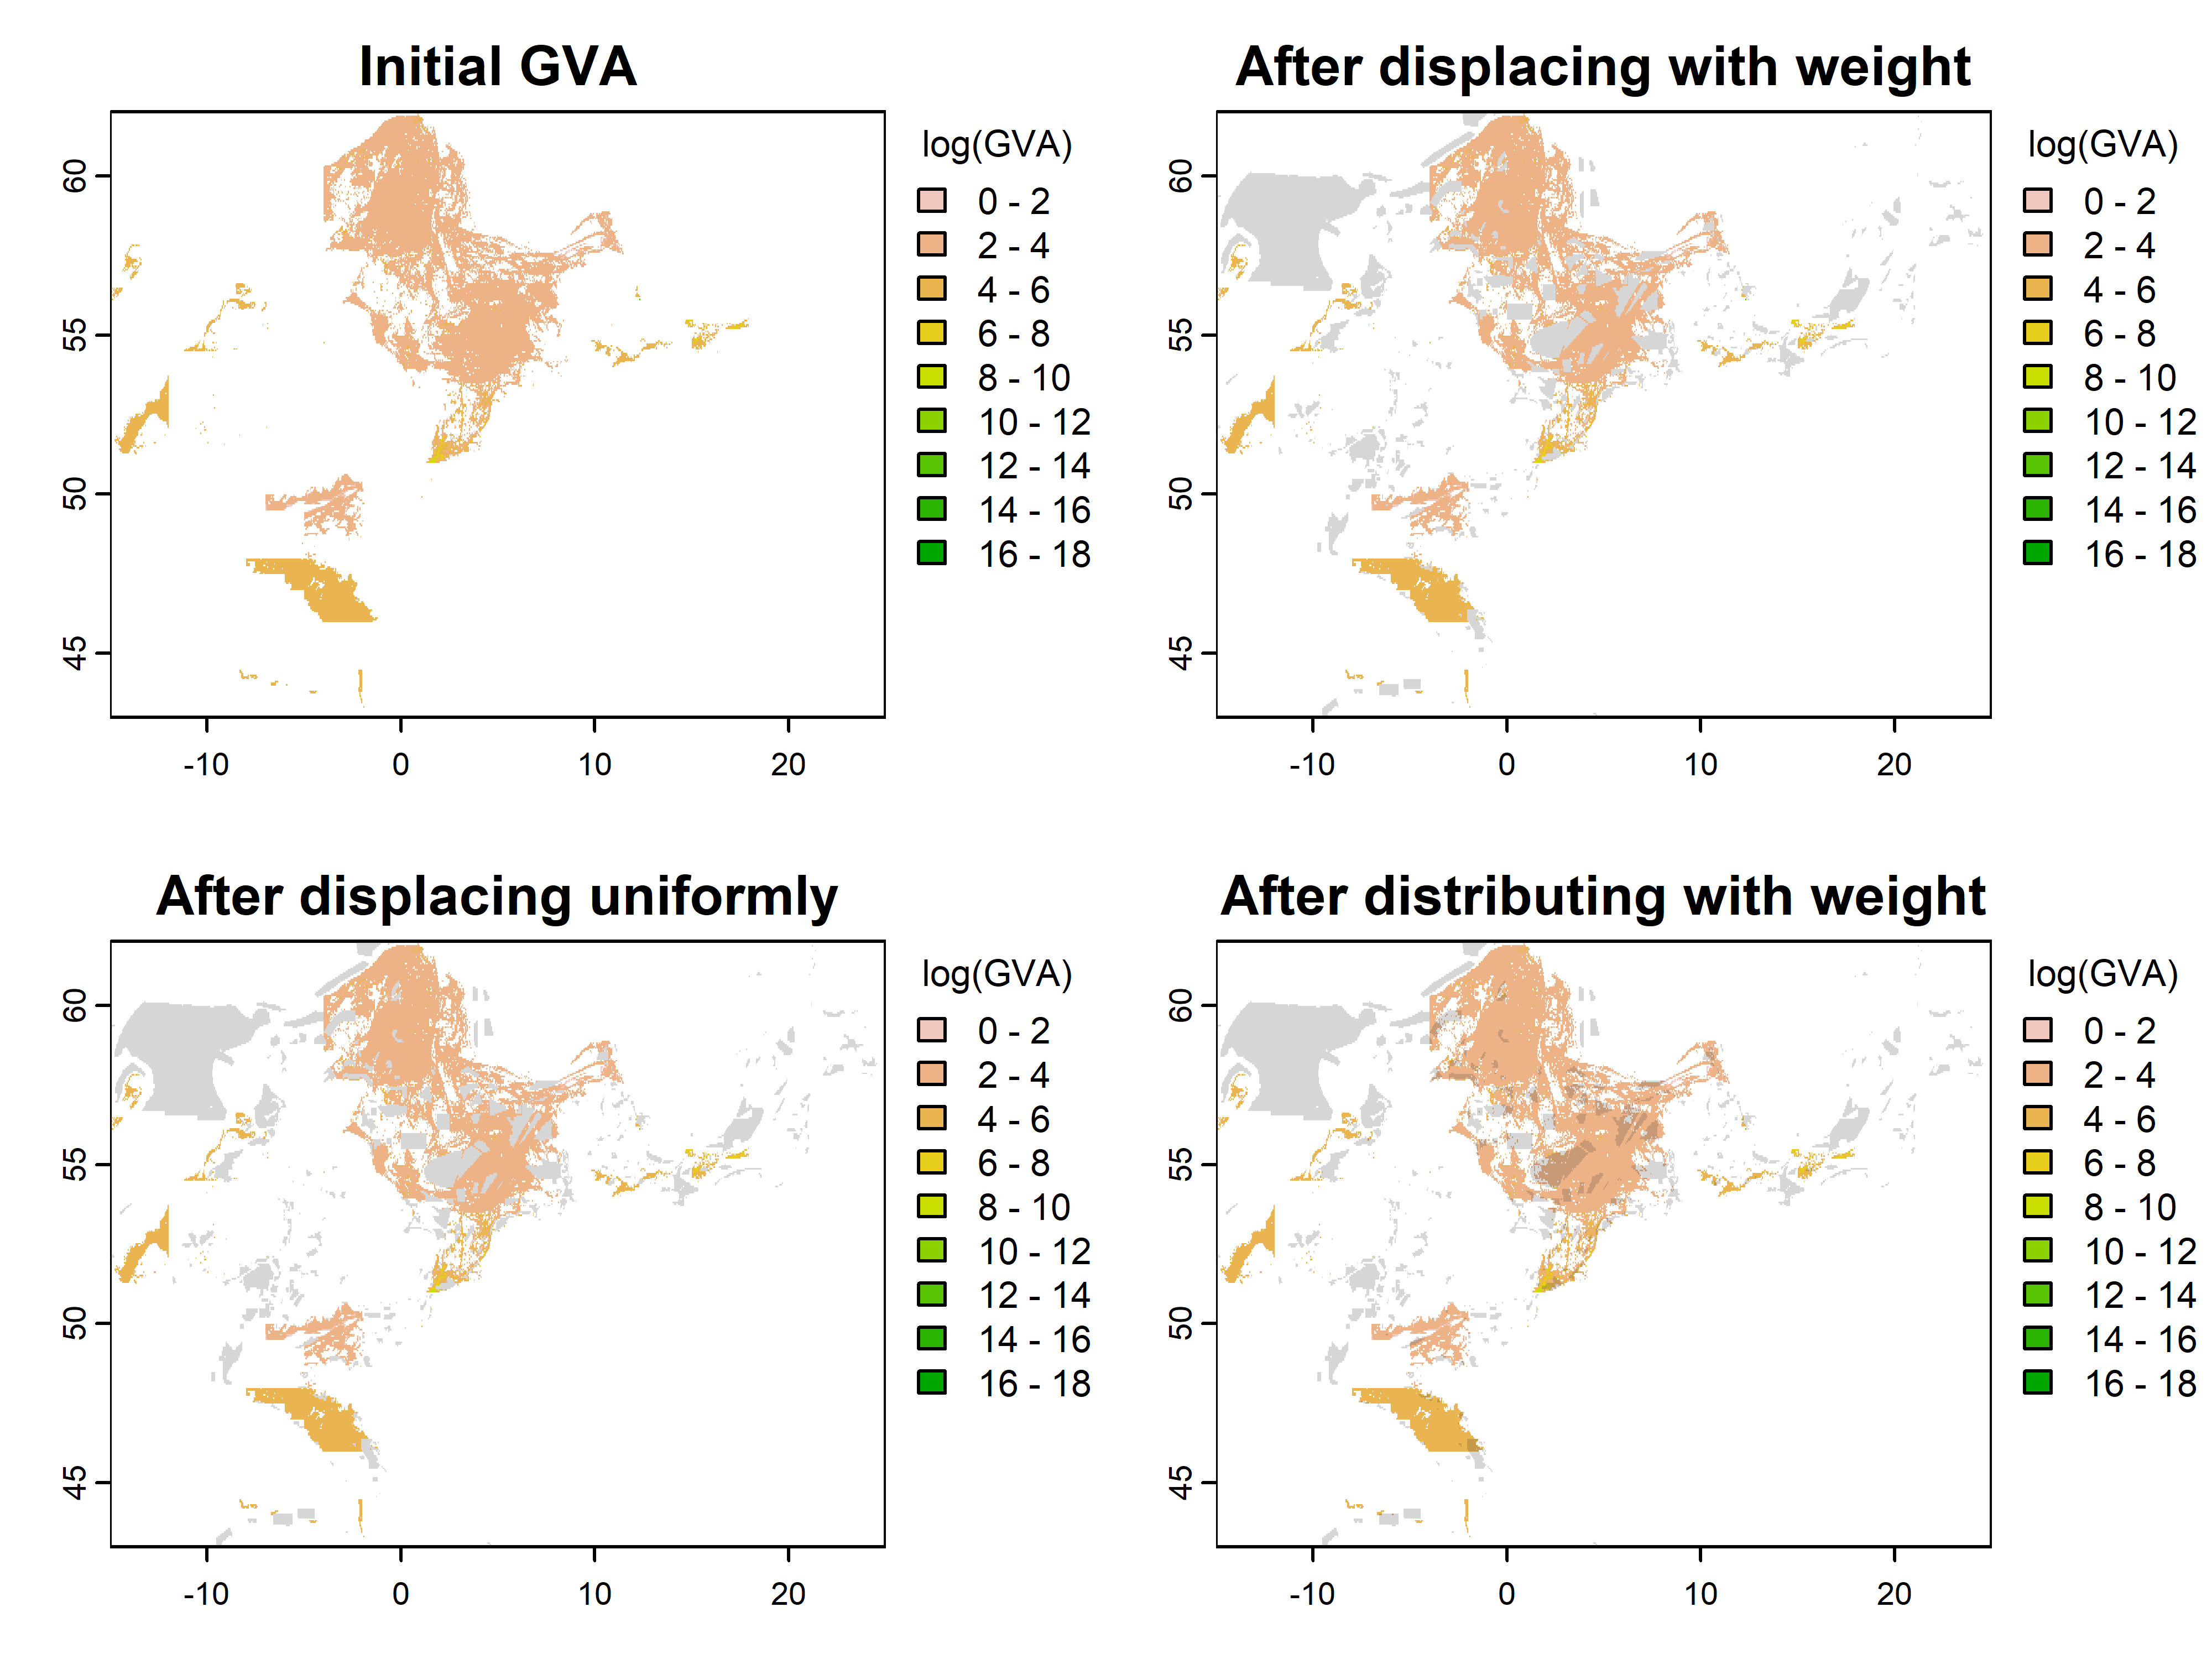 Initial GVA
60
55
50
45
-10
0
10
20
log(GVA)
0 - 2
2 - 4
4 - 6
6 - 8
8 - 10
10 - 12
12 - 14
14 - 16
16 - 18
After displacing with weight
60
55
50
45
-10
0
10
20
log(GVA)
0 - 2
2 - 4
4 - 6
6 - 8
8 - 10
10 - 12
12 - 14
14 - 16
16 - 18
After displacing uniformly
60
55
50
45
-10
0
10
20
log(GVA)
0 - 2
2 - 4
4 - 6
6 - 8
8 - 10
10 - 12
12 - 14
14 - 16
16 - 18
After distributing with weight
60
55
50
45
-10
0
10
20
log(GVA)
0 - 2
2 - 4
4 - 6
6 - 8
8 - 10
10 - 12
12 - 14
14 - 16
16 - 18